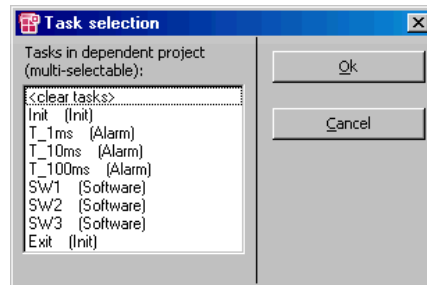 Task selection
Tasks in dependent project
(multi-selectable):
<clear tasks>
Init (Init)
T_1ms (Alarm)
T_10ms (Alarm)
T_100ms (Alarm)
SW1 (Software)
SW2 (Software)
SW3 (Software)
Exit (Init)
Ok
Cancel